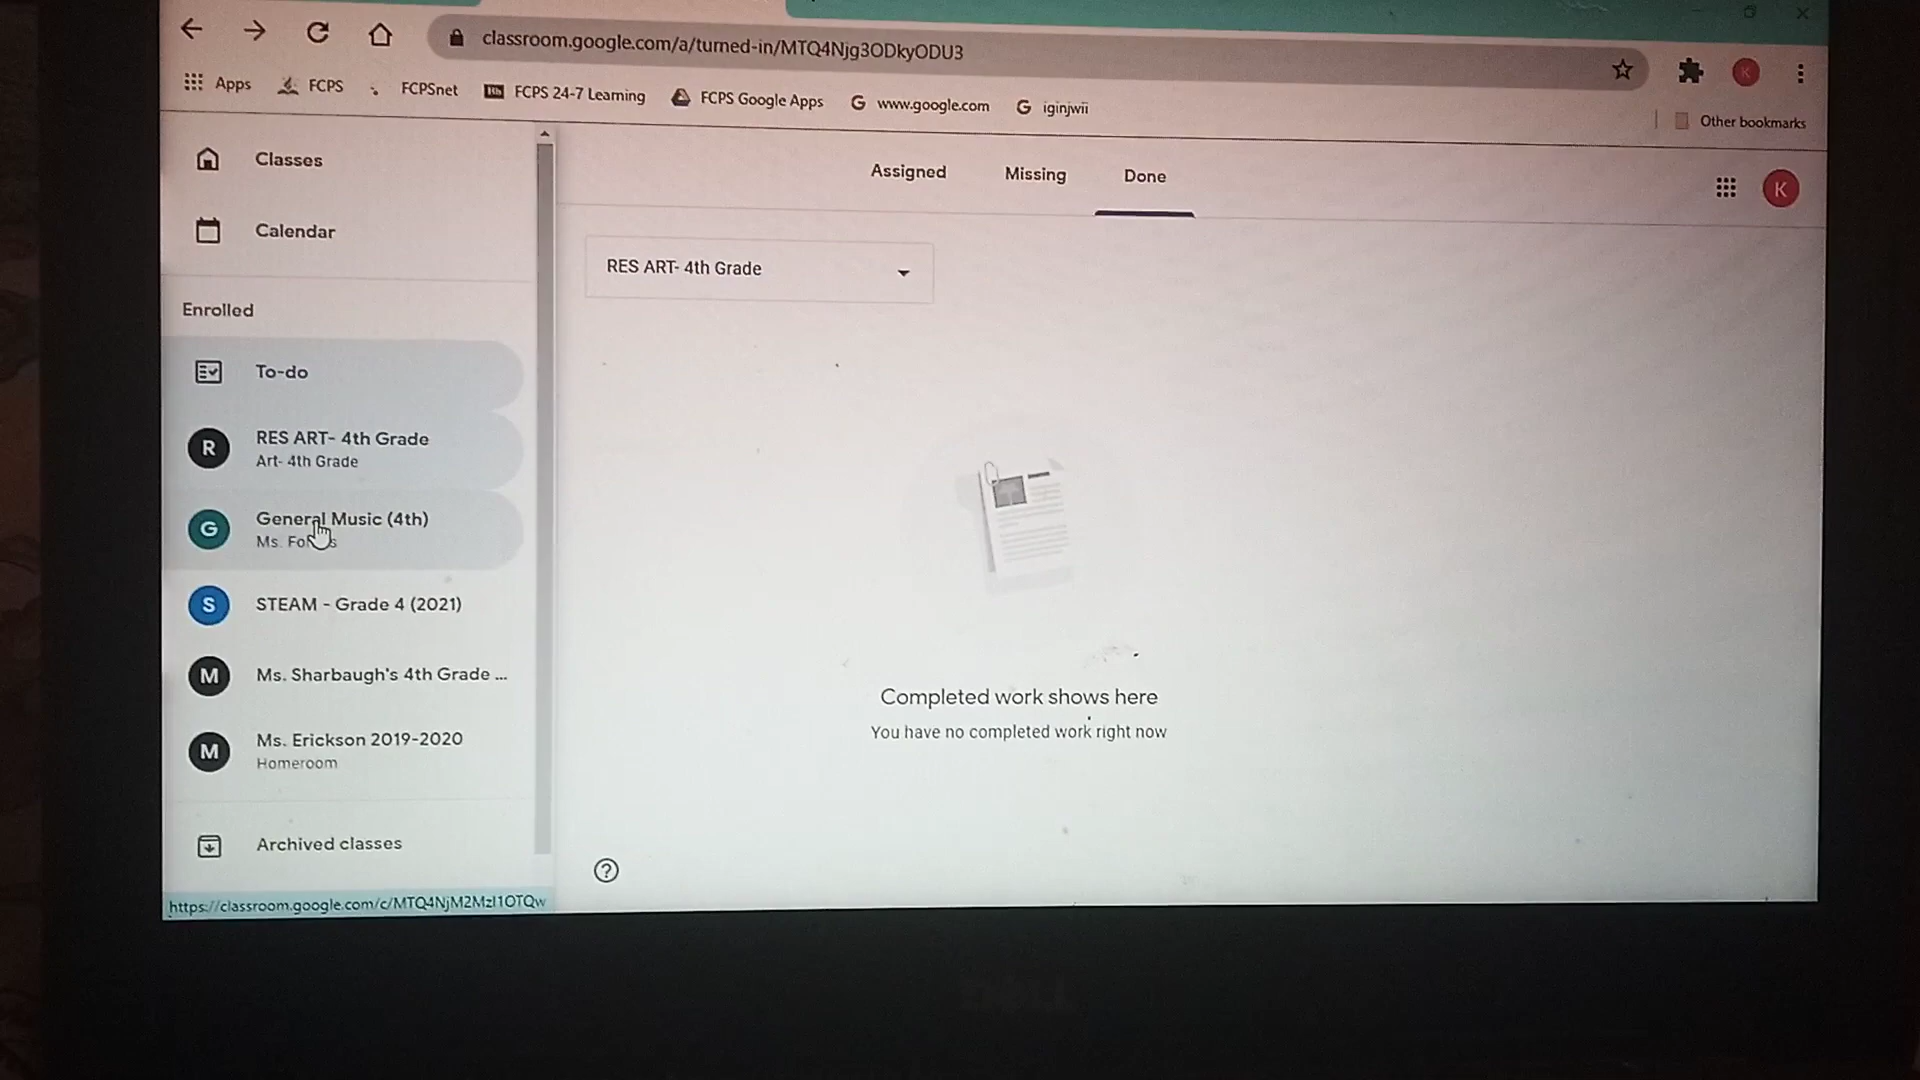 classroom.google.com/a/turned-in/MTQ4Njg3ODkyODU3
K
Apps
FCPS
FCPSnet
FCPS 24-7 Learning
FCPS Google Apps
G www.google.com
G iginjwii
Other bookmarks
Classes
Calendar
Enrolled
To-do
R
RES ART- 4th Grade
Art- 4th Grade
G
General Music (4th)
Ms.
S
STEAM - Grade 4 (2021)
M
Ms. Sharbaugh's 4th Grade ...
M
Ms. Erickson 2019-2020
Homeroom
Archived classes
https://classroom.google.com/c/MTQ4NjM2MzI1OTQw
Assigned
Missing
Done
K
RES ART- 4th Grade
Completed work shows here
You have no completed work right now
?